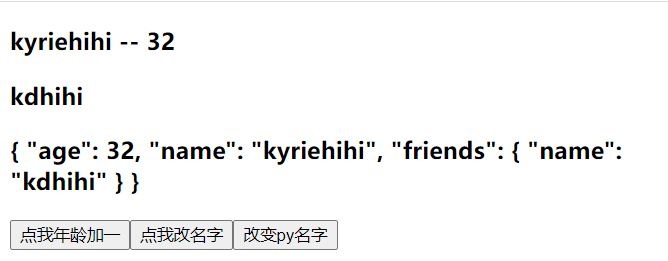 kyriehihi -- 32
kdhihi
{ "age": 32, "name": "kyriehihi", "friends": { "name":
"kdhihi" } }
点我年龄加一 点我改名字 改变py名字